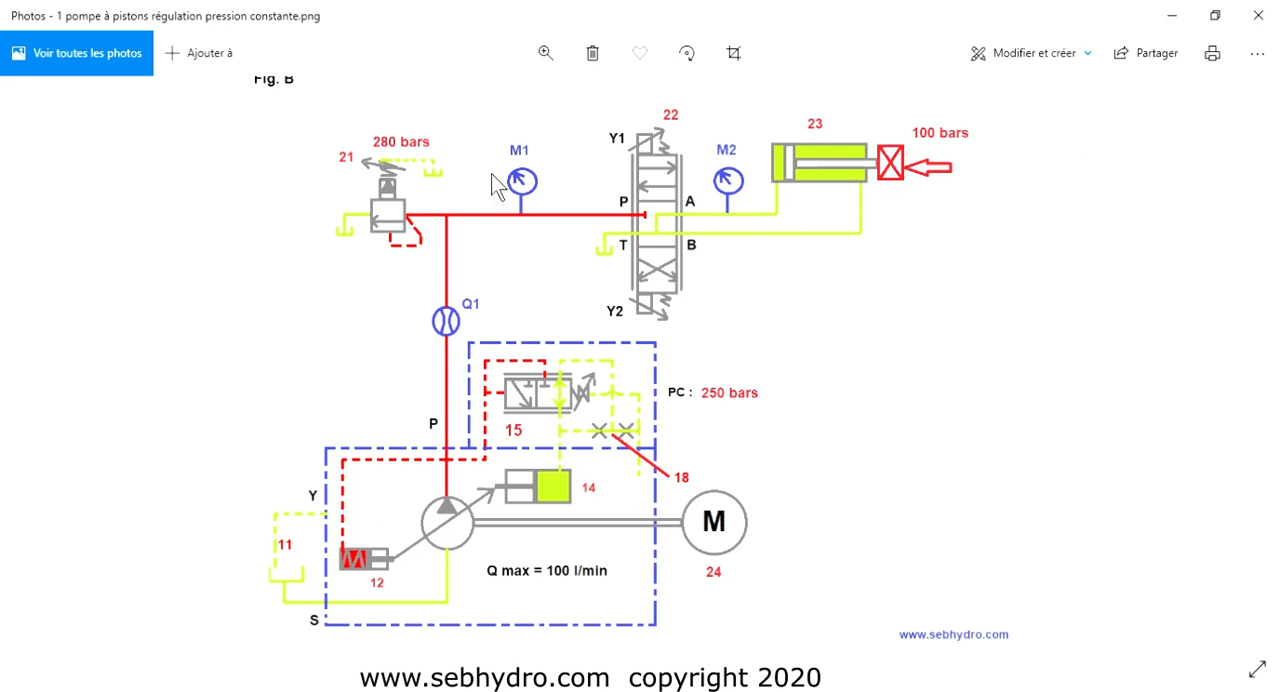 Photos - 1 pompe à pistons régulation pression constante.png
Voir toutes les photos
Ajouter à
Modifier et créer
Partager
Fig. B
22
Y1
23
280 bars
100 bars
21
M1
M2
P
A
T
B
Q1
Y2
PC : 250 bars
P
15
18
14
Y
M
11
Q max = 100 l/min
24
12
S
www.sebhydro.com
www.sebhydro.com copyright 2020